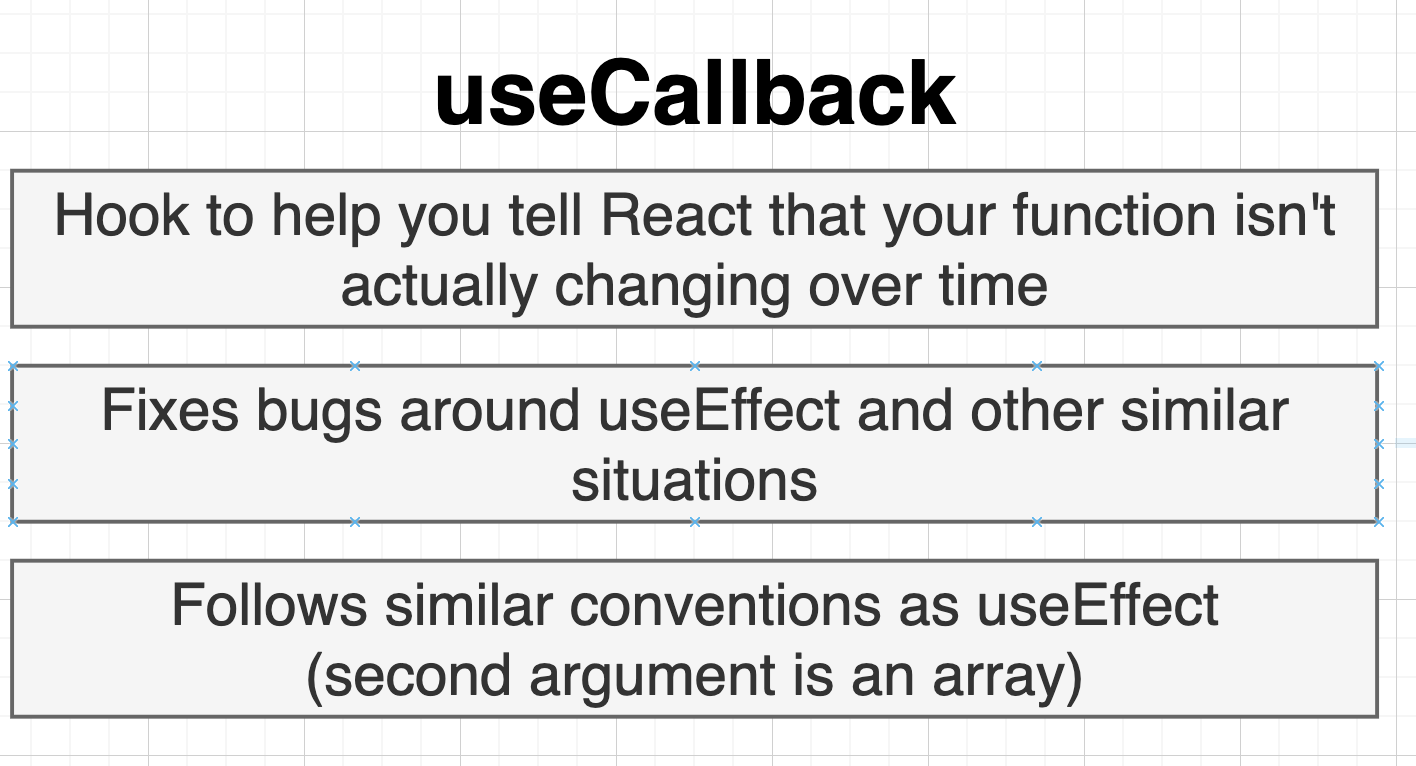 useCallback
Hook to help you tell React that your function isn't
actually changing over time
Fixes bugs around useEffect and other similar
situations
Follows similar conventions as useEffect
(second argument is an array)